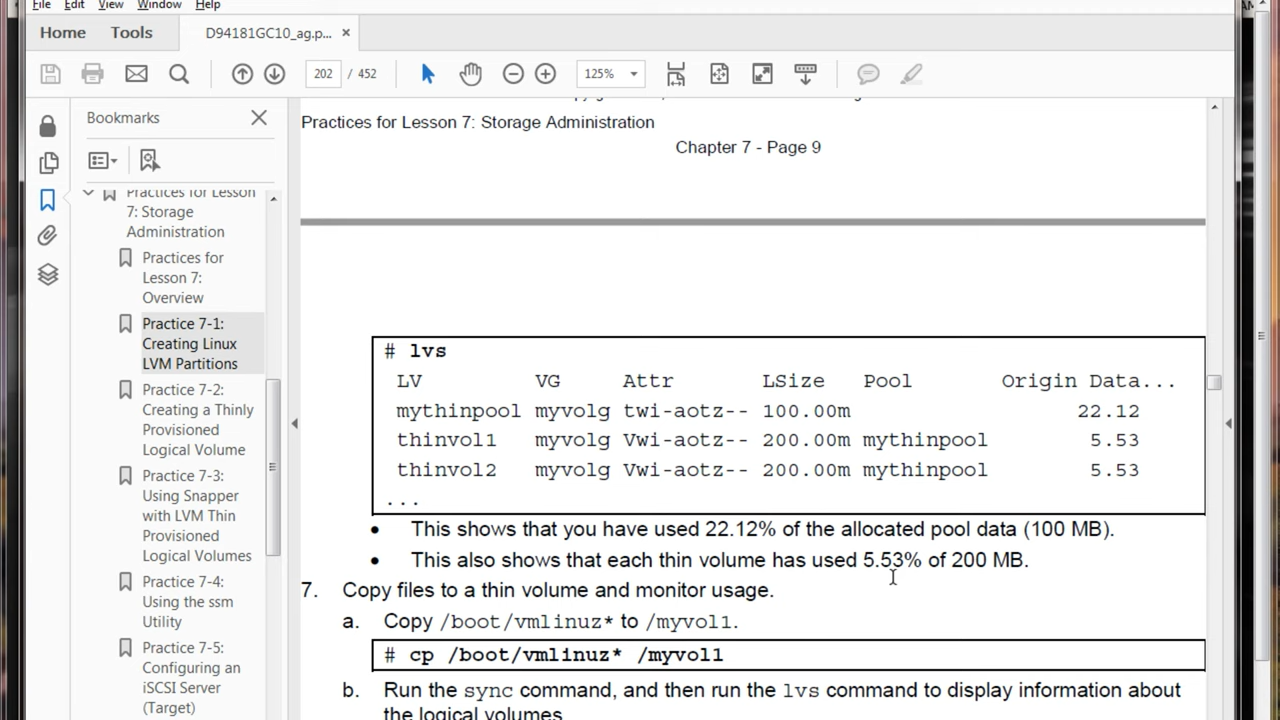 File Edit View Window Help
Home Tools D94181GC10_ag.p... ×
202 / 452 125%
Bookmarks
Practices for Lesson
7: Storage
Administration
Practices for
Lesson 7:
Overview
Practice 7-1:
Creating Linux
LVM Partitions
Practice 7-2:
Creating a Thinly
Provisioned
Logical Volume
Practice 7-3:
Using Snapper
with LVM Thin
Provisioned
Logical Volumes
Practice 7-4:
Using the ssm
Utility
Practice 7-5:
Configuring an
iSCSI Server
(Target)
Practices for Lesson 7: Storage Administration
Chapter 7 - Page 9
# lvs
LV VG Attr LSize Pool Origin Data...
mythinpool myvolg twi-aotz-- 100.00m 22.12
thinvol1 myvolg Vwi-aotz-- 200.00m mythinpool 5.53
thinvol2 myvolg Vwi-aotz-- 200.00m mythinpool 5.53
...
• This shows that you have used 22.12% of the allocated pool data (100 MB).
• This also shows that each thin volume has used 5.53% of 200 MB.
7. Copy files to a thin volume and monitor usage.
a. Copy /boot/vmlinuz* to /myvol1.
# cp /boot/vmlinuz* /myvol1
b. Run the sync command, and then run the lvs command to display information about
the logical volumes